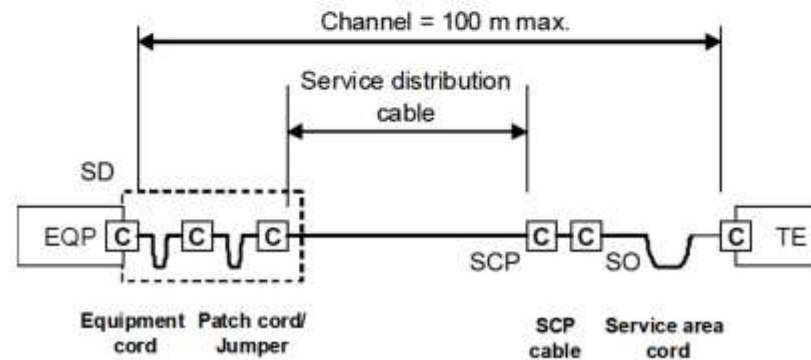 Channel = 100 m max.
Service distribution
cable
SD
EQP
C
C
C
C
C
C
TE
SCP
SO
Equipment
cord
Patch cord/
Jumper
SCP
cable
Service area
cord